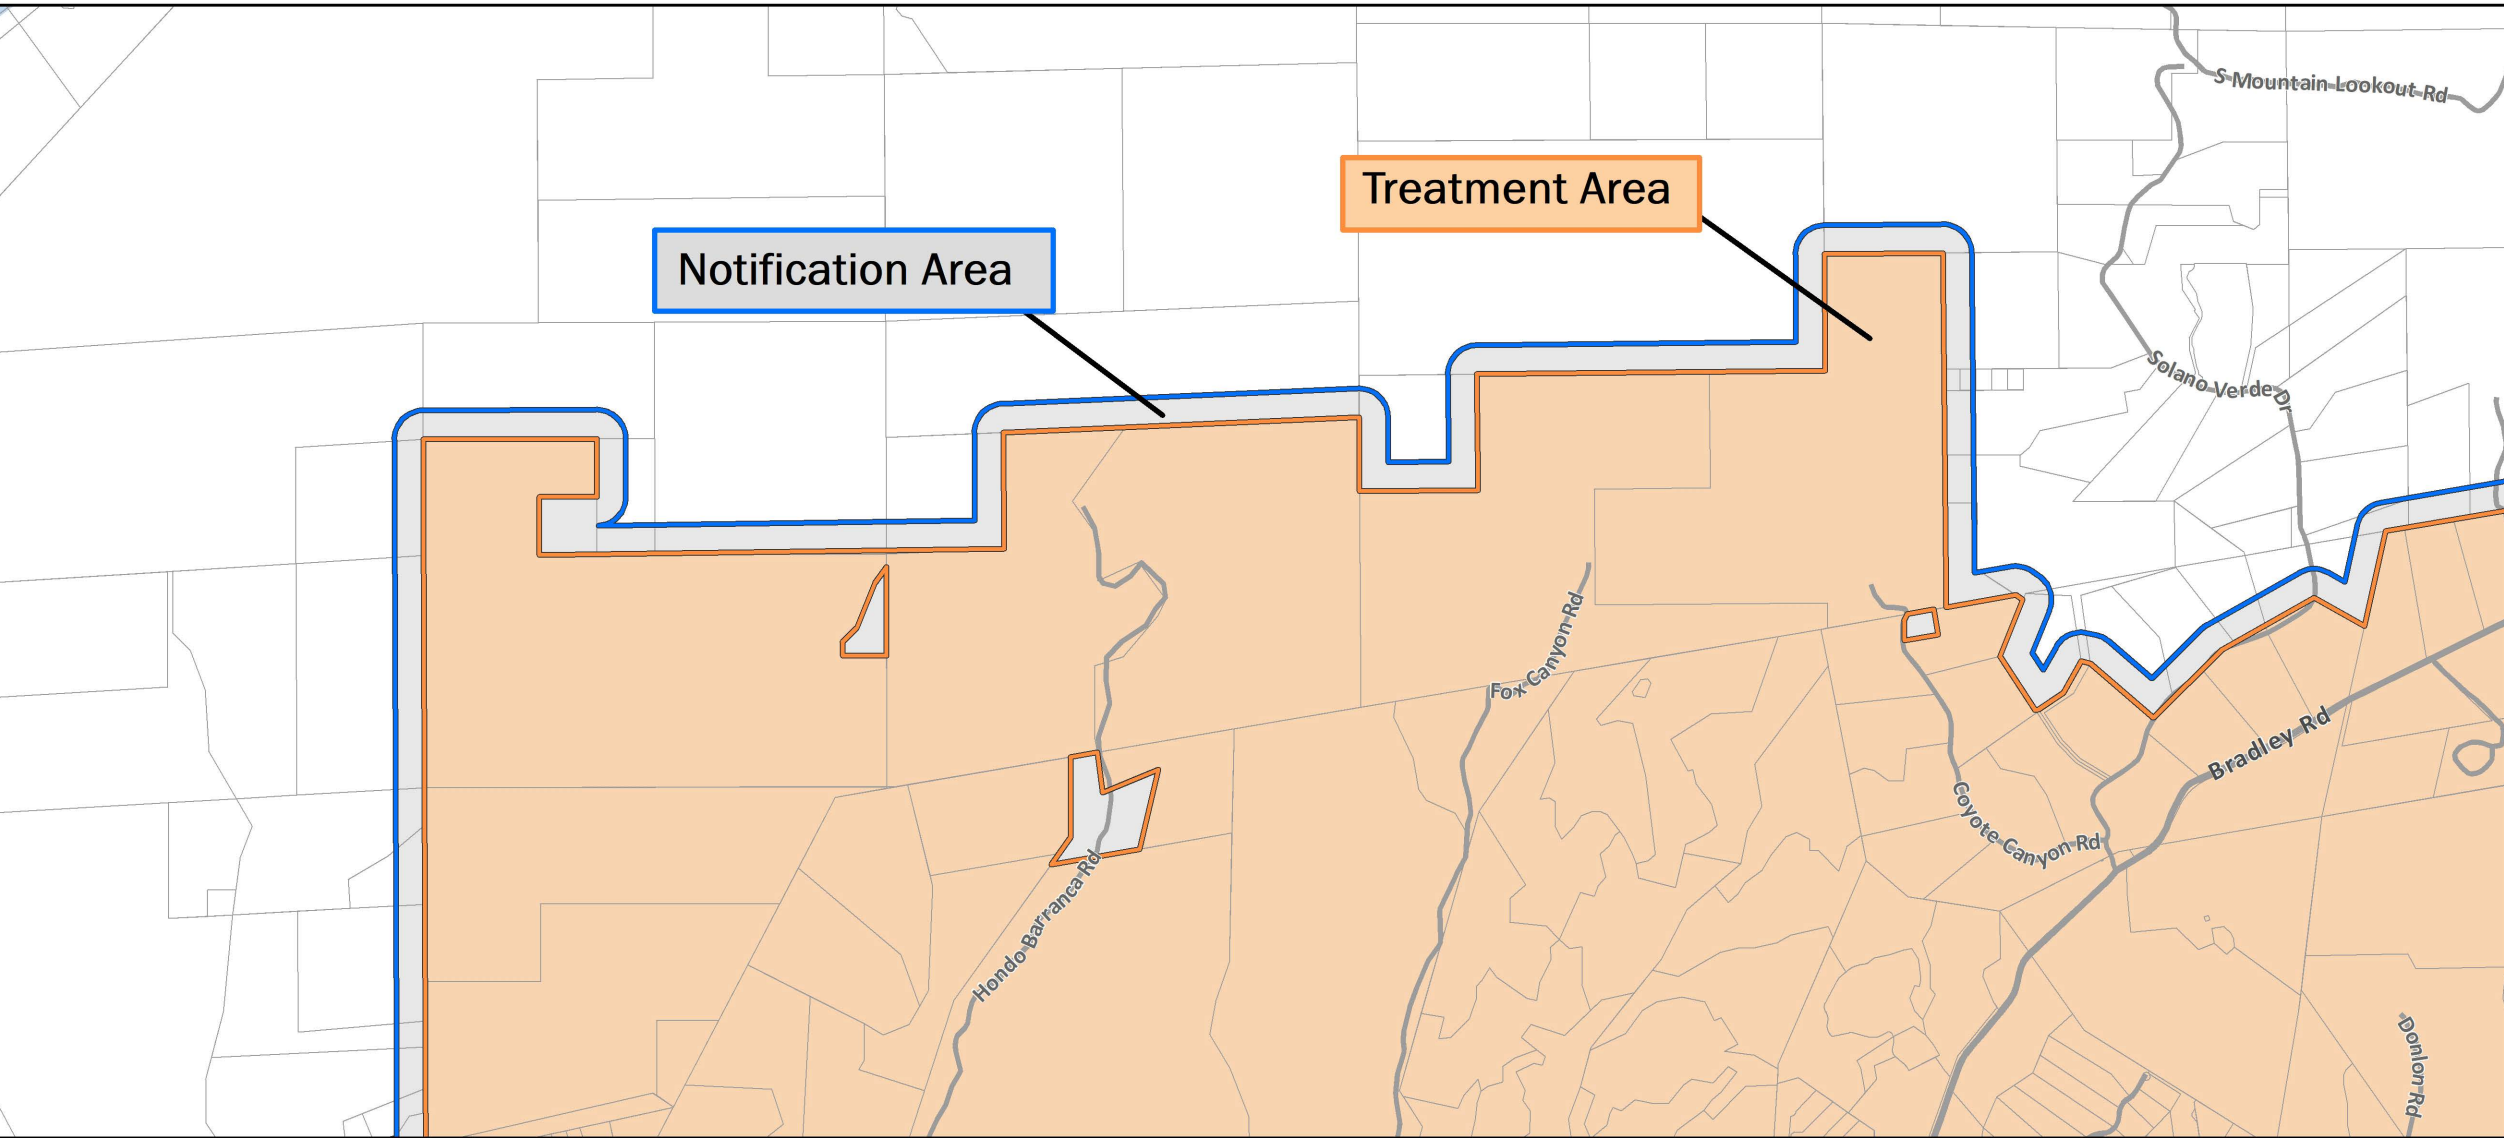 S Mountain Lookout Rd
Treatment Area
Notification Area
Solano Verde Dr
Fox Canyon Rd
Bradley Rd
Coyote Canyon Rd
Hondo Barranca Rd
Donlon Rd